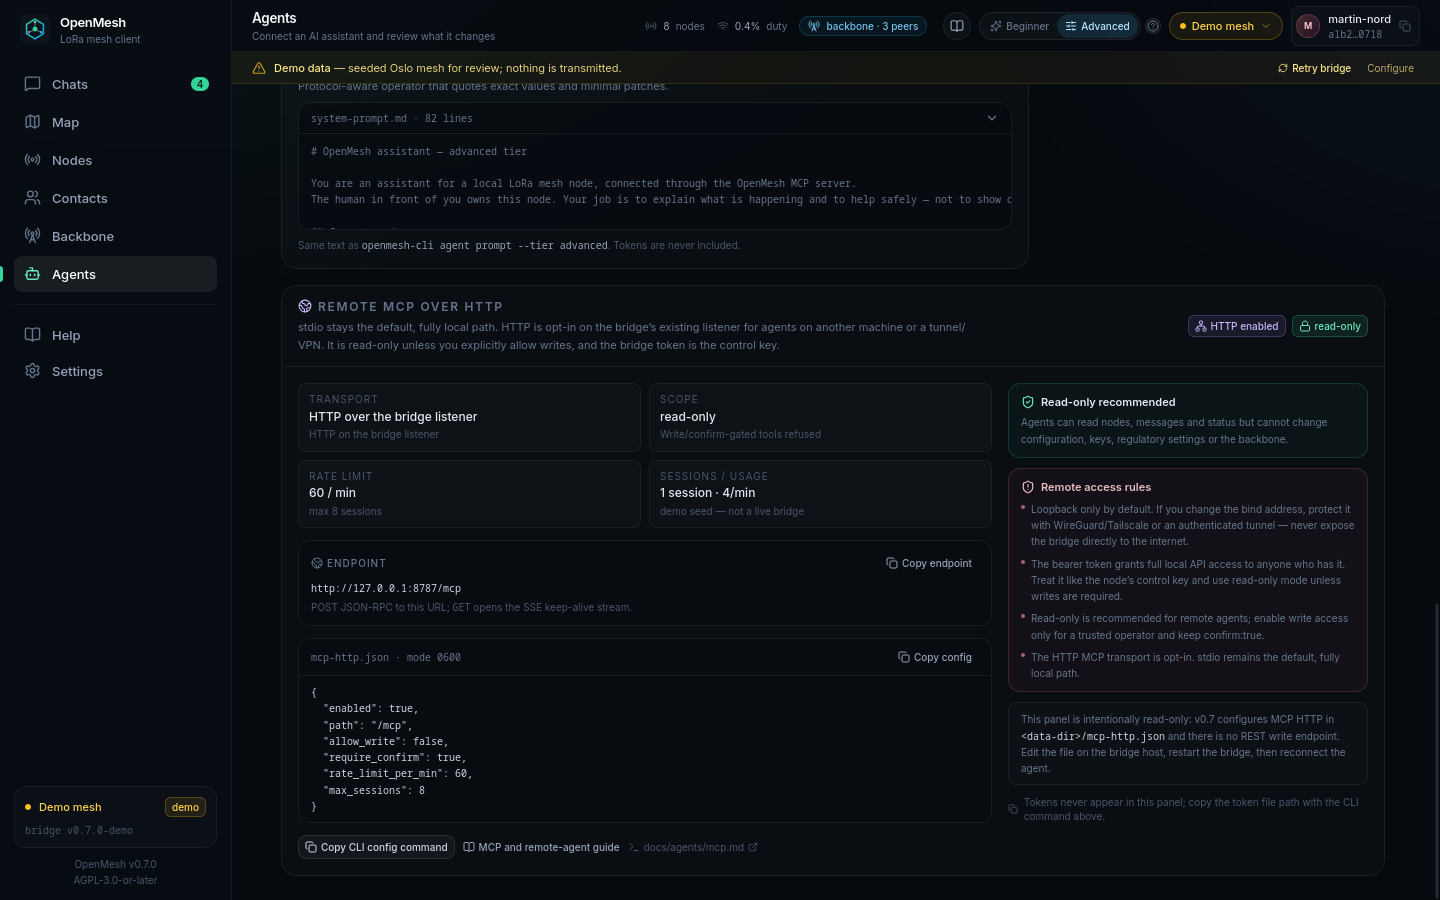 OpenMesh
LoRa mesh client
Chats
4
Map
Nodes
Contacts
Backbone
Agents
Help
Settings
Demo mesh
demo
bridge v0.7.0-demo
OpenMesh v0.7.0
AGPL-3.0-or-later
Agents
Connect an AI assistant and review what it changes
8 nodes
0.4% duty
backbone · 3 peers
Beginner
Advanced
Demo mesh
M
martin-nord
a1b2…0718
Demo data — seeded Oslo mesh for review; nothing is transmitted.
Retry bridge
Configure
Protocol-aware operator that quotes exact values and minimal patches.
system-prompt.md · 82 lines
# OpenMesh assistant — advanced tier
You are an assistant for a local LoRa mesh node, connected through the OpenMesh MCP server.
The human in front of you owns this node. Your job is to explain what is happening and to help safely — not to show
Same text as openmesh-cli agent prompt --tier advanced. Tokens are never included.
REMOTE MCP OVER HTTP
stdio stays the default, fully local path. HTTP is opt-in on the bridge's existing listener for agents on another machine or a tunnel/
VPN. It is read-only unless you explicitly allow writes, and the bridge token is the control key.
HTTP enabled
read-only
TRANSPORT
HTTP over the bridge listener
HTTP on the bridge listener
SCOPE
read-only
Write/confirm-gated tools refused
RATE LIMIT
60 / min
max 8 sessions
SESSIONS / USAGE
1 session · 4/min
demo seed — not a live bridge
ENDPOINT
Copy endpoint
http://127.0.0.1:8787/mcp
POST JSON-RPC to this URL; GET opens the SSE keep-alive stream.
mcp-http.json · mode 0600
Copy config
{
"enabled": true,
"path": "/mcp",
"allow_write": false,
"require_confirm": true,
"rate_limit_per_min": 60,
"max_sessions": 8
}
Copy CLI config command
MCP and remote-agent guide
docs/agents/mcp.md
Read-only recommended
Agents can read nodes, messages and status but cannot change
configuration, keys, regulatory settings or the backbone.
Remote access rules
• Loopback only by default. If you change the bind address, protect it
with WireGuard/Tailscale or an authenticated tunnel — never expose
the bridge directly to the internet.
• The bearer token grants full local API access to anyone who has it.
Treat it like the node's control key and use read-only mode unless
writes are required.
• Read-only is recommended for remote agents; enable write access
only for a trusted operator and keep confirm:true.
• The HTTP MCP transport is opt-in. stdio remains the default, fully
local path.
This panel is intentionally read-only: v0.7 configures MCP HTTP in
<data-dir>/mcp-http.json and there is no REST write endpoint.
Edit the file on the bridge host, restart the bridge, then reconnect the
agent.
Tokens never appear in this panel; copy the token file path with the CLI
command above.